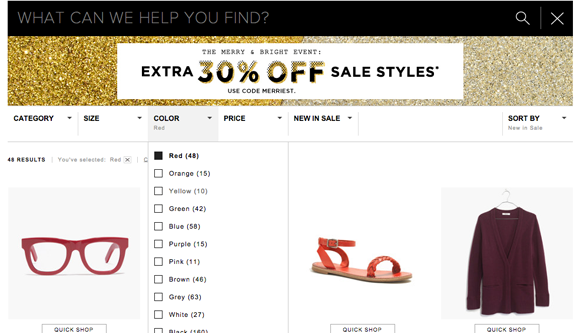 WHAT CAN WE HELP YOU FIND?
THE MERRY & BRIGHT EVENT:
EXTRA 30% OFF SALE STYLES*
USE CODE MERRIEST.
CATEGORY SIZE COLOR PRICE NEW IN SALE SORT BY
Red New in Sale
48 RESULTS You've selected: Red
Red (48)
Orange (15)
Yellow (10)
Green (42)
Blue (58)
Purple (15)
Pink (11)
Brown (46)
Grey (63)
White (27)
Black (160)
QUICK SHOP QUICK SHOP QUICK SHOP